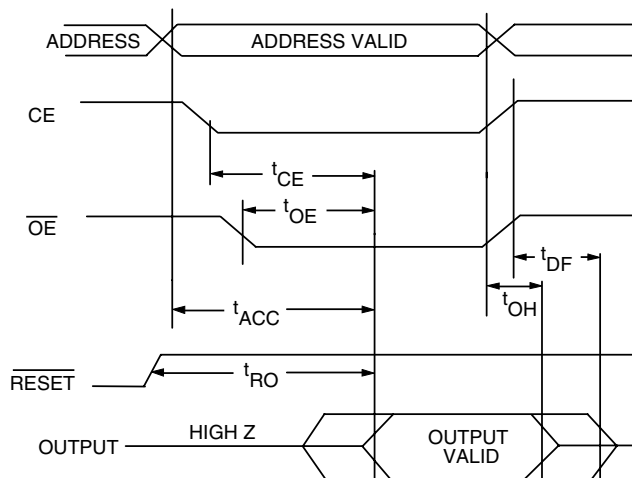 ADDRESS ADDRESS VALID
CE
tCE
tOE
OE
tDF
tOH
tACC
RESET
tRO
OUTPUT HIGH Z OUTPUT VALID